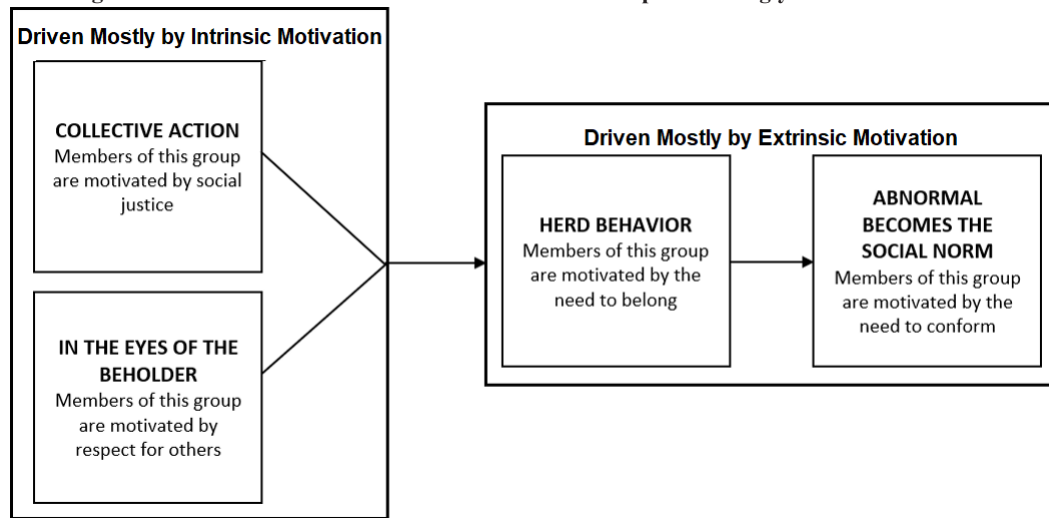 Driven Mostly by Intrinsic Motivation
COLLECTIVE ACTION
Members of this group
are motivated by social
justice
IN THE EYES OF THE
BEHOLDER
Members of this group
are motivated by
respect for others
Driven Mostly by Extrinsic Motivation
HERD BEHAVIOR
Members of this group
are motivated by the
need to belong
ABNORMAL
BECOMES THE
SOCIAL NORM
Members of this group
are motivated by the
need to conform